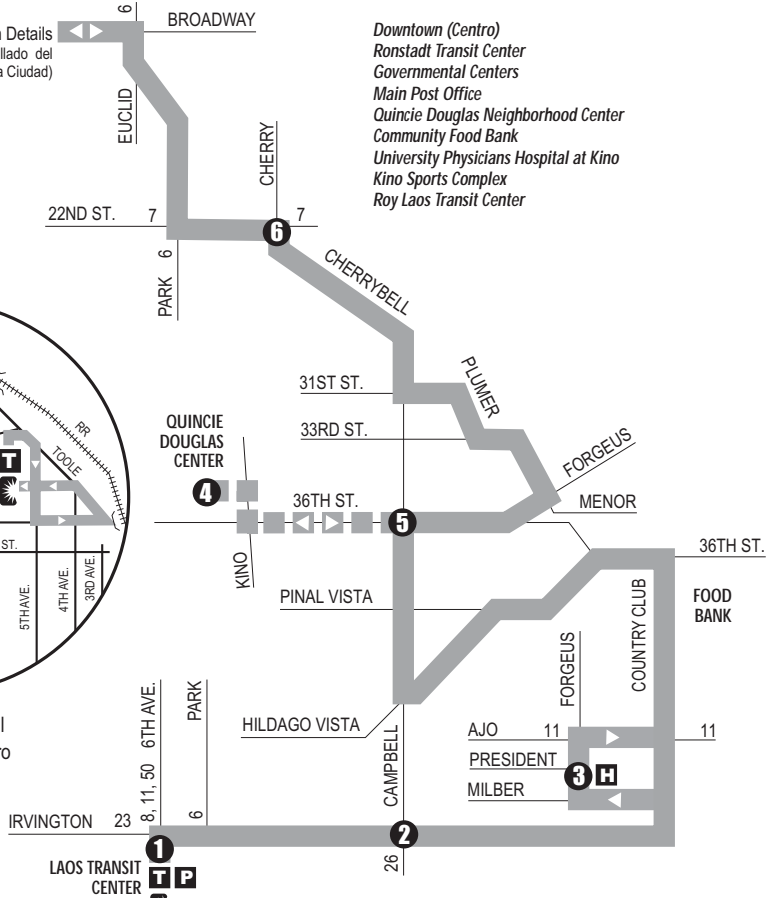 6
BROADWAY
Details
llado del
a Ciudad)
EUCLID
Downtown (Centro)
Ronstadt Transit Center
Governmental Centers
Main Post Office
Quincie Douglas Neighborhood Center
Community Food Bank
University Physicians Hospital at Kino
Kino Sports Complex
Roy Laos Transit Center
CHERRY
22ND ST. 7
7
6
6
PARK
CHERRYBELL
31ST ST.
PLUMER
33RD ST.
QUINCIE
DOUGLAS
CENTER
FORGEUS
4
36TH ST.
5
MENOR
KINO
RR
TOOLE
T
ST.
5TH AVE.
4TH AVE.
3RD AVE.
36TH ST.
PINAL VISTA
FOOD
BANK
COUNTRY CLUB
FORGEUS
HILDAGO VISTA
CAMPBELL
AJO 11
11
PRESIDENT
3 H
MILBER
8, 11, 50 6TH AVE.
6 PARK
IRVINGTON 23
1
2
26
LAOS TRANSIT
CENTER
T P